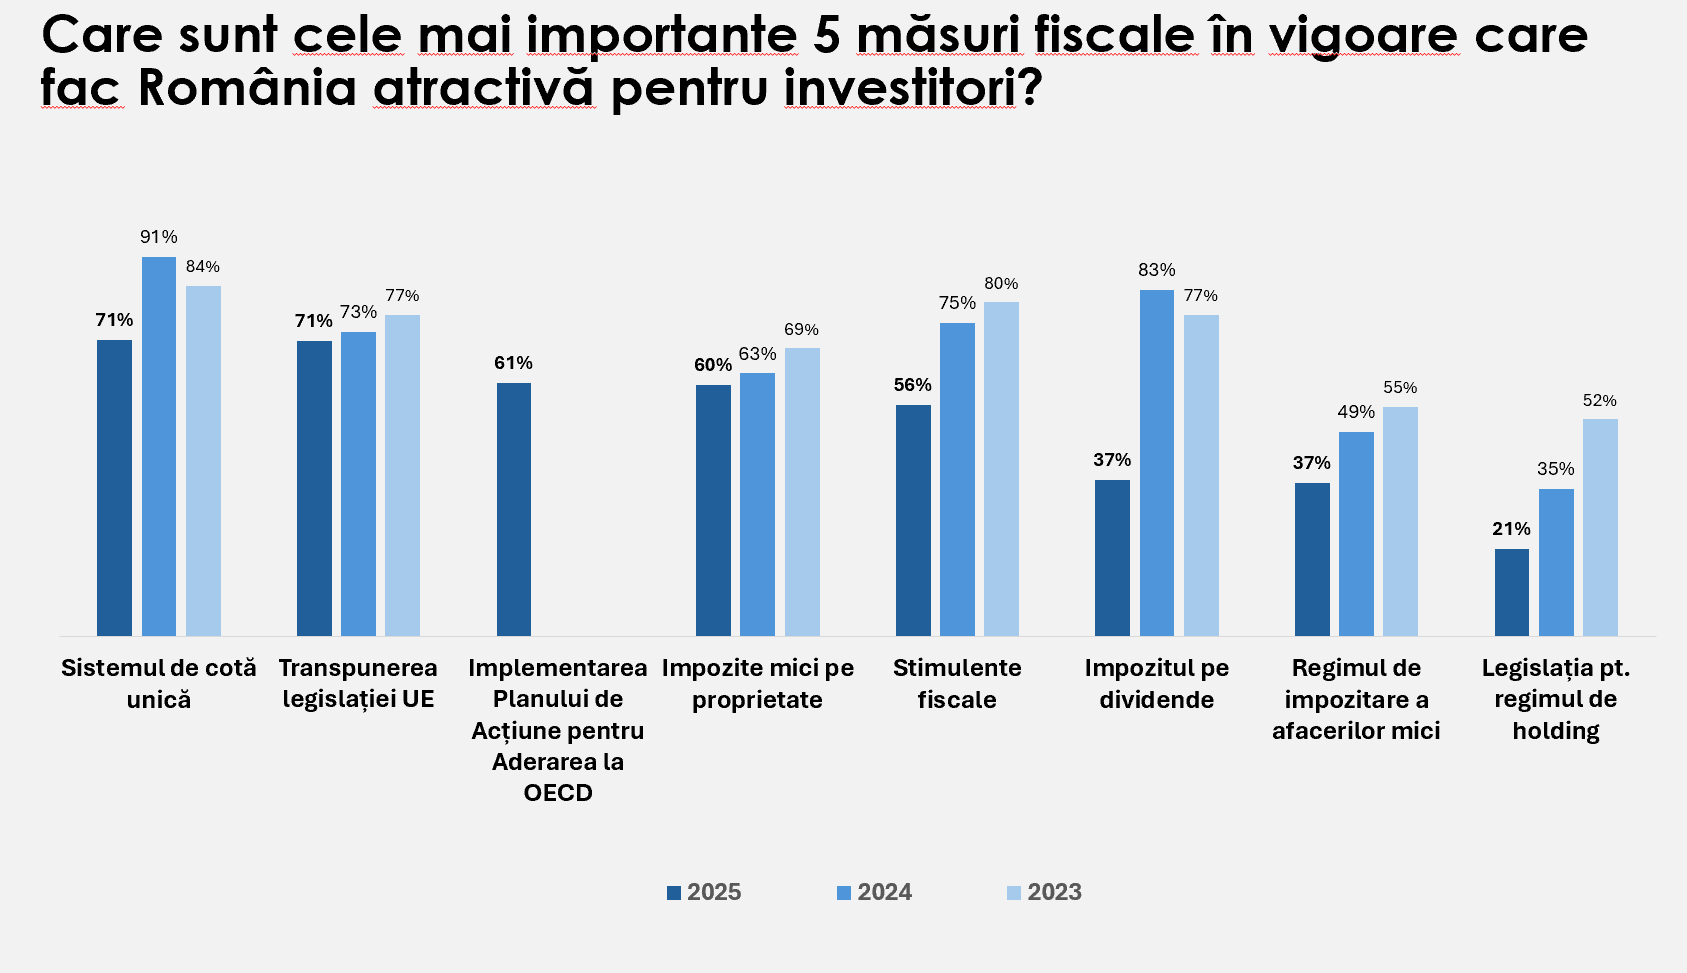 Care sunt cele mai importante 5 măsuri fiscale în vigoare care
fac România atractivă pentru investitori?
71%
91%
84%
71%
73%
77%
61%
60%
63%
69%
56%
75%
80%
37%
83%
77%
37%
49%
55%
21%
35%
52%
Sistemul de cotă
unică
Transpunerea
legislației UE
Implementarea
Planului de
Acțiune pentru
Aderarea la
OECD
Impozite mici pe
proprietate
Stimulente
fiscale
Impozitul pe
dividende
Regimul de
impozitare a
afacerilor mici
Legislația pt.
regimul de
holding
2025
2024
2023